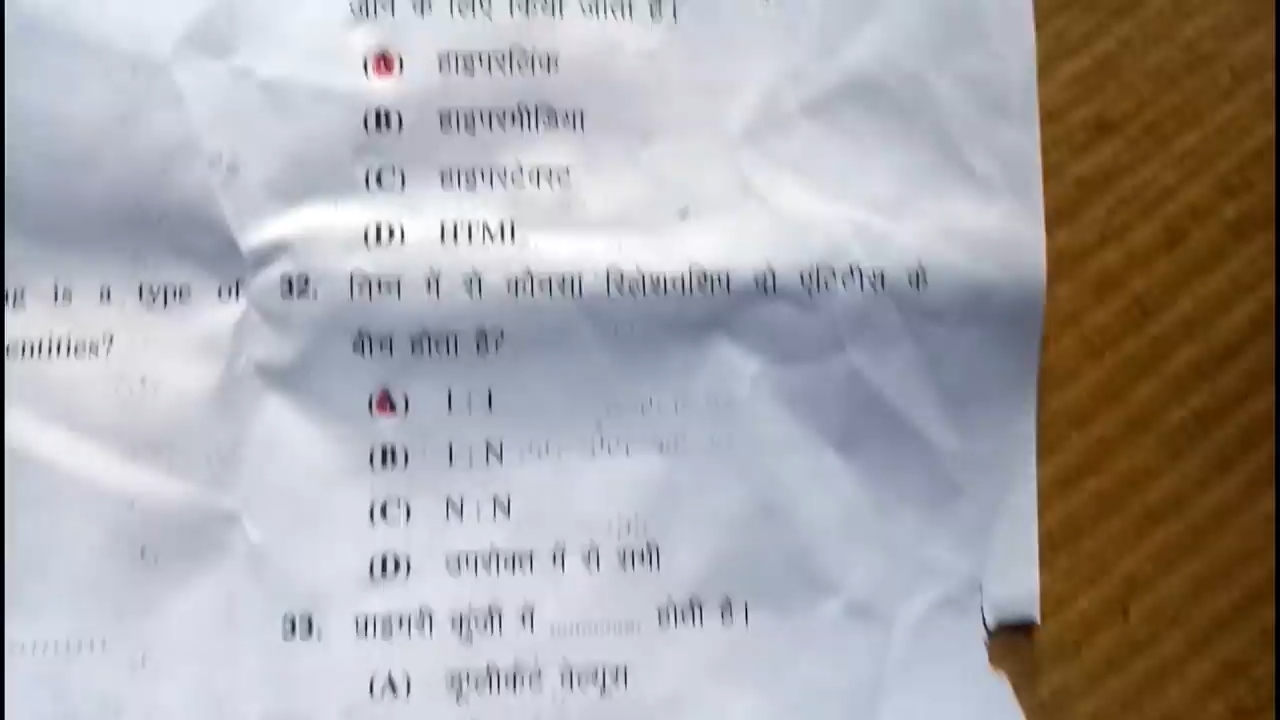 जाने के लिए किया जाता है।
(A) हाइपरलिंक
(B) हाइपरमीडिया
(C) हाइपरटेक्स्ट
(D) HTML
is a type of
entities?
32. निम्न में से कौनसा रिलेशनशिप दो एंटिटीस के
बीच होता है?
(A) 1 : 1
(B) 1 : N
(C) N : N
(D) उपरोक्त में से सभी
33. प्राइमरी कुंजी में .......... होती है।
(A) डुप्लीकेट वेल्यूस